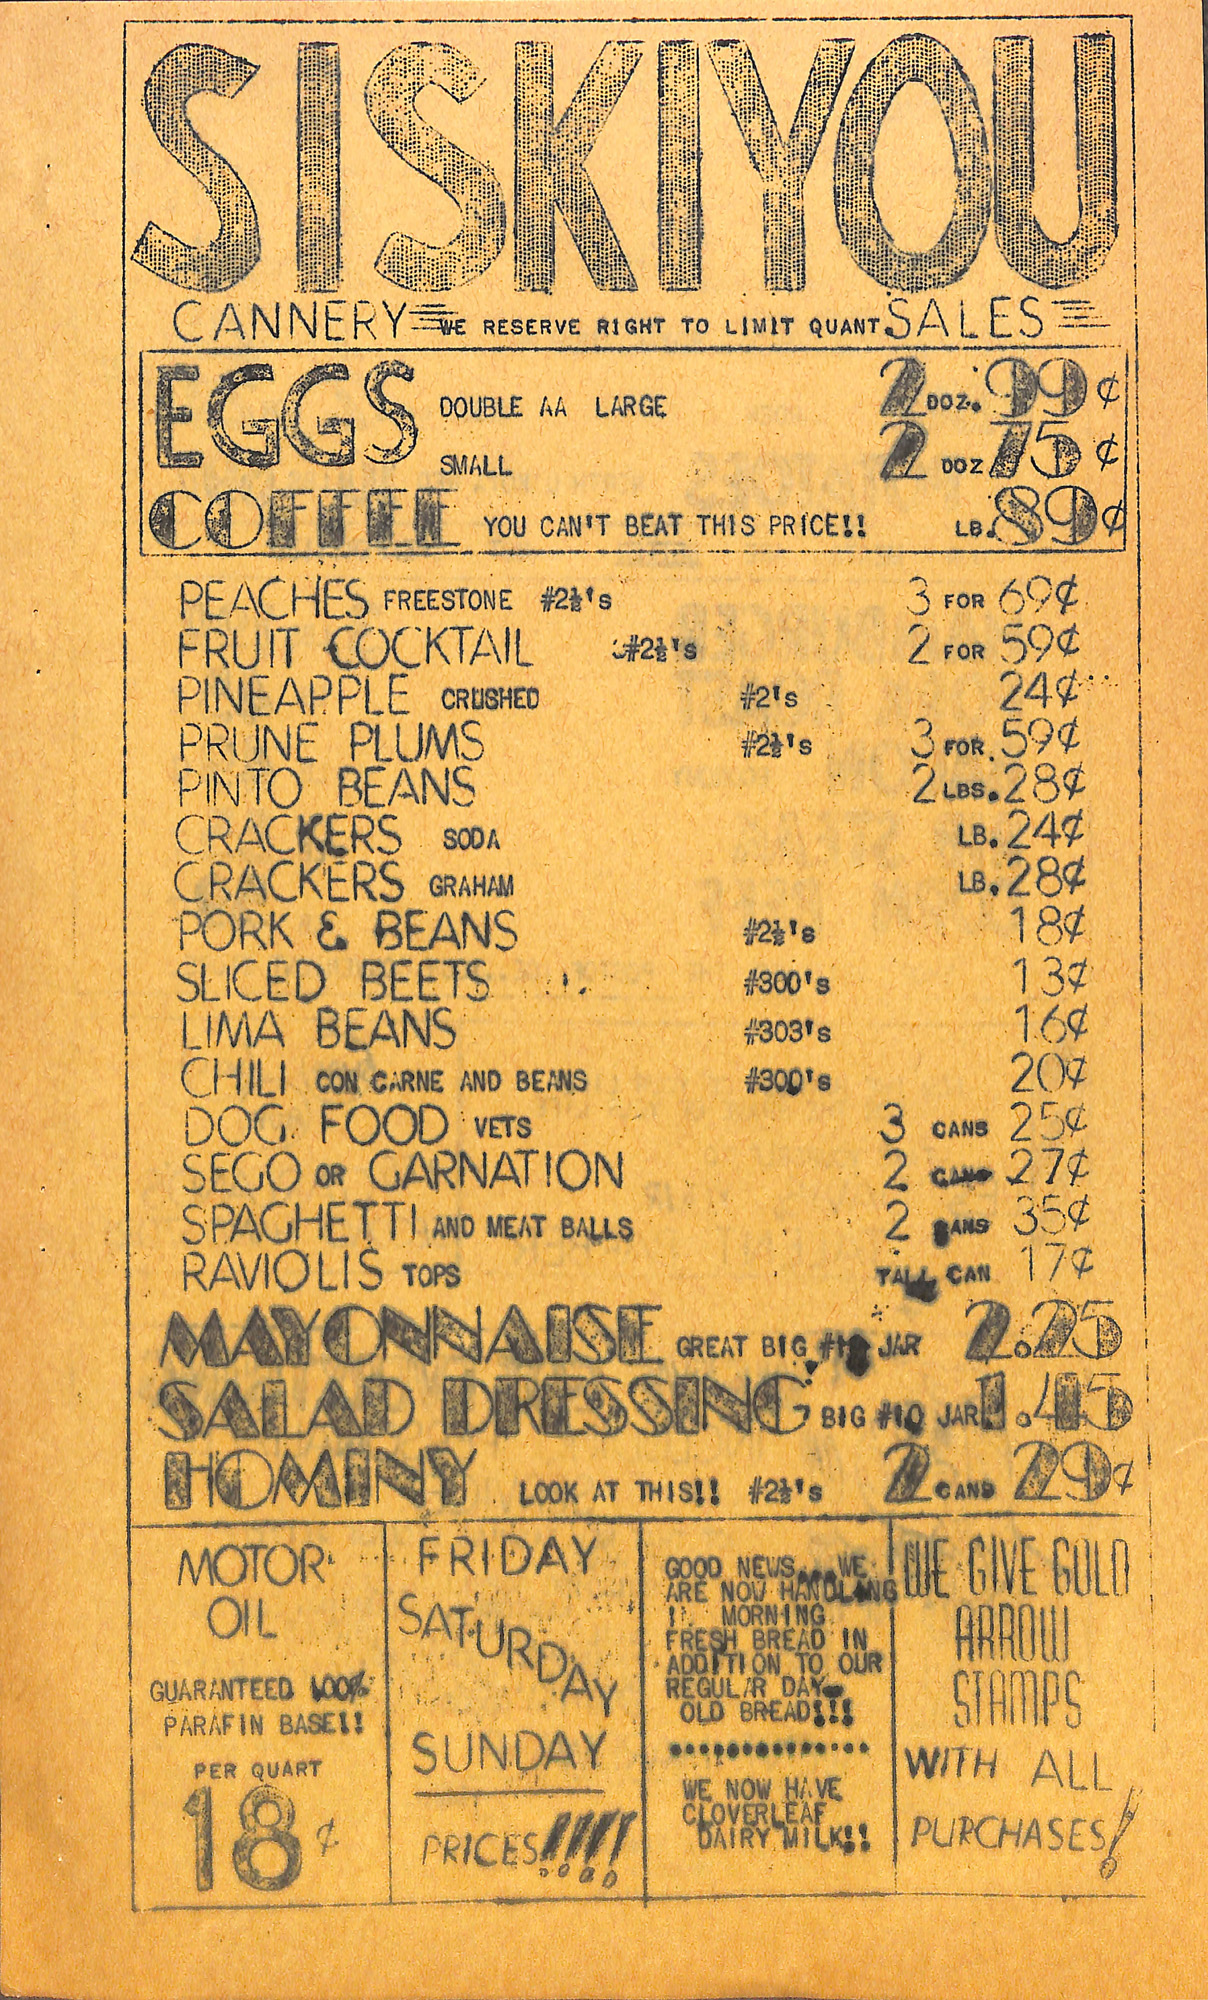 SISKIYOU
CANNERY WE RESERVE RIGHT TO LIMIT QUANT SALES
EGGS DOUBLE AA LARGE 2 DOZ. 99¢
SMALL 2 DOZ 75¢
COFFEE YOU CAN'T BEAT THIS PRICE!! LB. 89¢
PEACHES FREESTONE #2½'s 3 FOR 69¢
FRUIT COCKTAIL #2½'s 2 FOR 59¢
PINEAPPLE CRUSHED #2's 24¢
PRUNE PLUMS #2½'s 3 FOR 59¢
PINTO BEANS 2 LBS. 28¢
CRACKERS SODA LB. 24¢
CRACKERS GRAHAM LB. 28¢
PORK & BEANS #2½'s 18¢
SLICED BEETS #300's 13¢
LIMA BEANS #303's 16¢
CHILI CON CARNE AND BEANS #300's 20¢
DOG FOOD VETS 3 CANS 25¢
SEGO OR CARNATION 2 CANS 27¢
SPAGHETTI AND MEAT BALLS 2 CANS 35¢
RAVIOLIS TOPS TALL CAN 17¢
MAYONNAISE GREAT BIG #10 JAR 2.25
SALAD DRESSING BIG #10 JAR 1.45
HOMINY LOOK AT THIS!! #2½'s 2 CANS 29¢
MOTOR
OIL
GUARANTEED 100%
PARAFIN BASE!!
PER QUART
18¢
FRIDAY
SATURDAY
SUNDAY
PRICES!!!!
GOOD NEWS...WE
ARE NOW HANDLING
MORNING
FRESH BREAD IN
ADDITION TO OUR
REGULAR DAY
OLD BREAD!!!
WE NOW HAVE
CLOVERLEAF
DAIRY MILK!!
WE GIVE GOLD
ARROW
STAMPS
WITH ALL
PURCHASES!